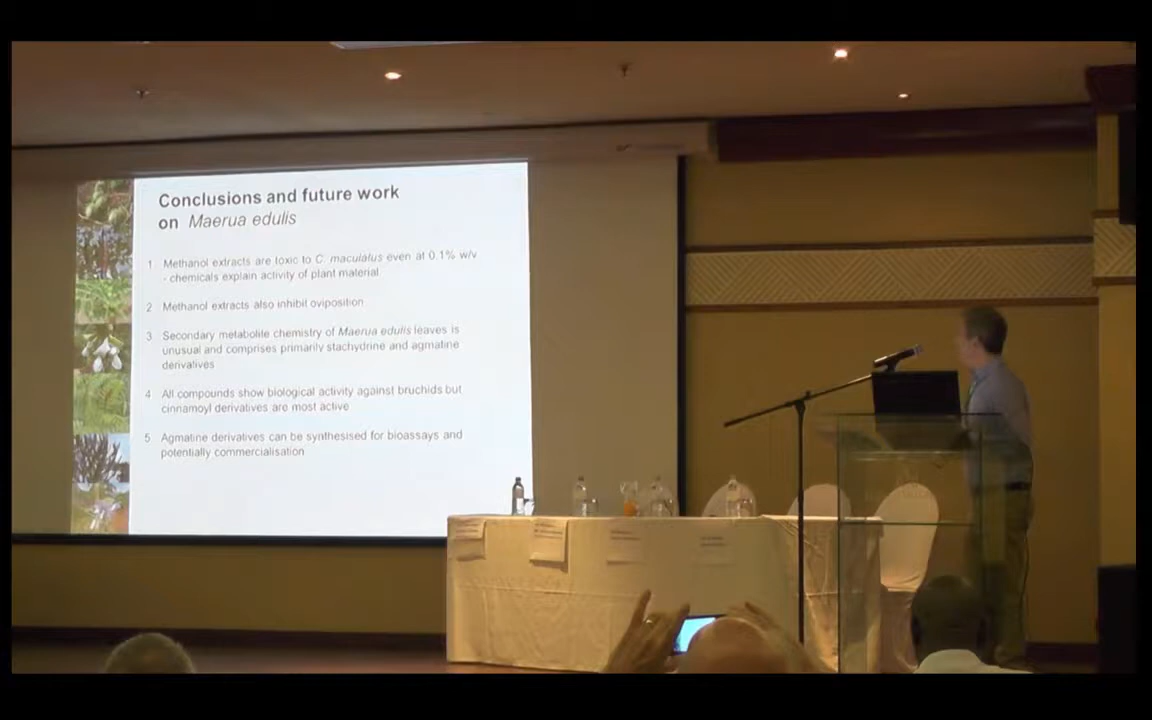 Conclusions and future work
on Maerua edulis
1 Methanol extracts are toxic to C. maculatus even at 0.1% w/v
- chemicals explain activity of plant material
2 Methanol extracts also inhibit oviposition
3 Secondary metabolite chemistry of Maerua edulis leaves is
unusual and comprises primarily stachydrine and agmatine
derivatives
4 All compounds show biological activity against bruchids but
cinnamoyl derivatives are most active
5 Agmatine derivatives can be synthesised for bioassays and
potentially commercialisation